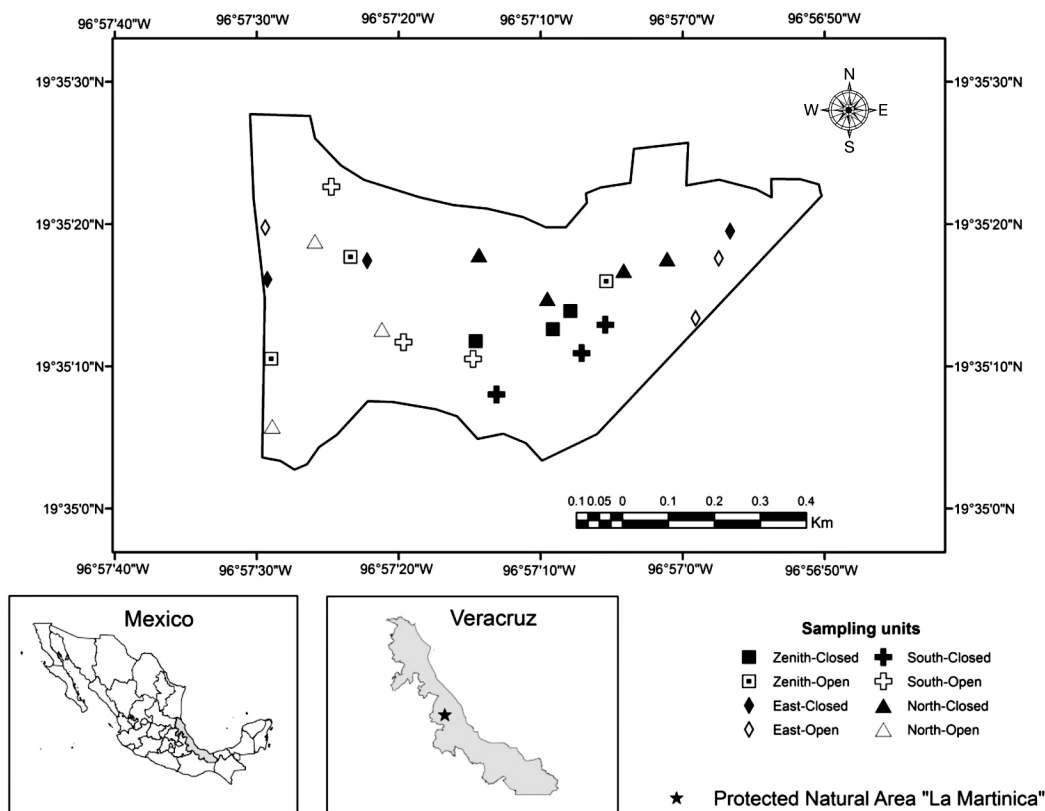 96°57'40"W 96°57'30"W 96°57'20"W 96°57'10"W 96°57'0"W 96°56'50"W
19°35'30"N 19°35'30"N
N
W E
S
19°35'20"N 19°35'20"N
19°35'10"N 19°35'10"N
19°35'0"N 19°35'0"N
0.1 0.05 0 0.1 0.2 0.3 0.4
Km
96°57'40"W 96°57'30"W 96°57'20"W 96°57'10"W 96°57'0"W 96°56'50"W
Mexico
Veracruz
Sampling units
Zenith-Closed South-Closed
Zenith-Open South-Open
East-Closed North-Closed
East-Open North-Open
Protected Natural Area "La Martinica"